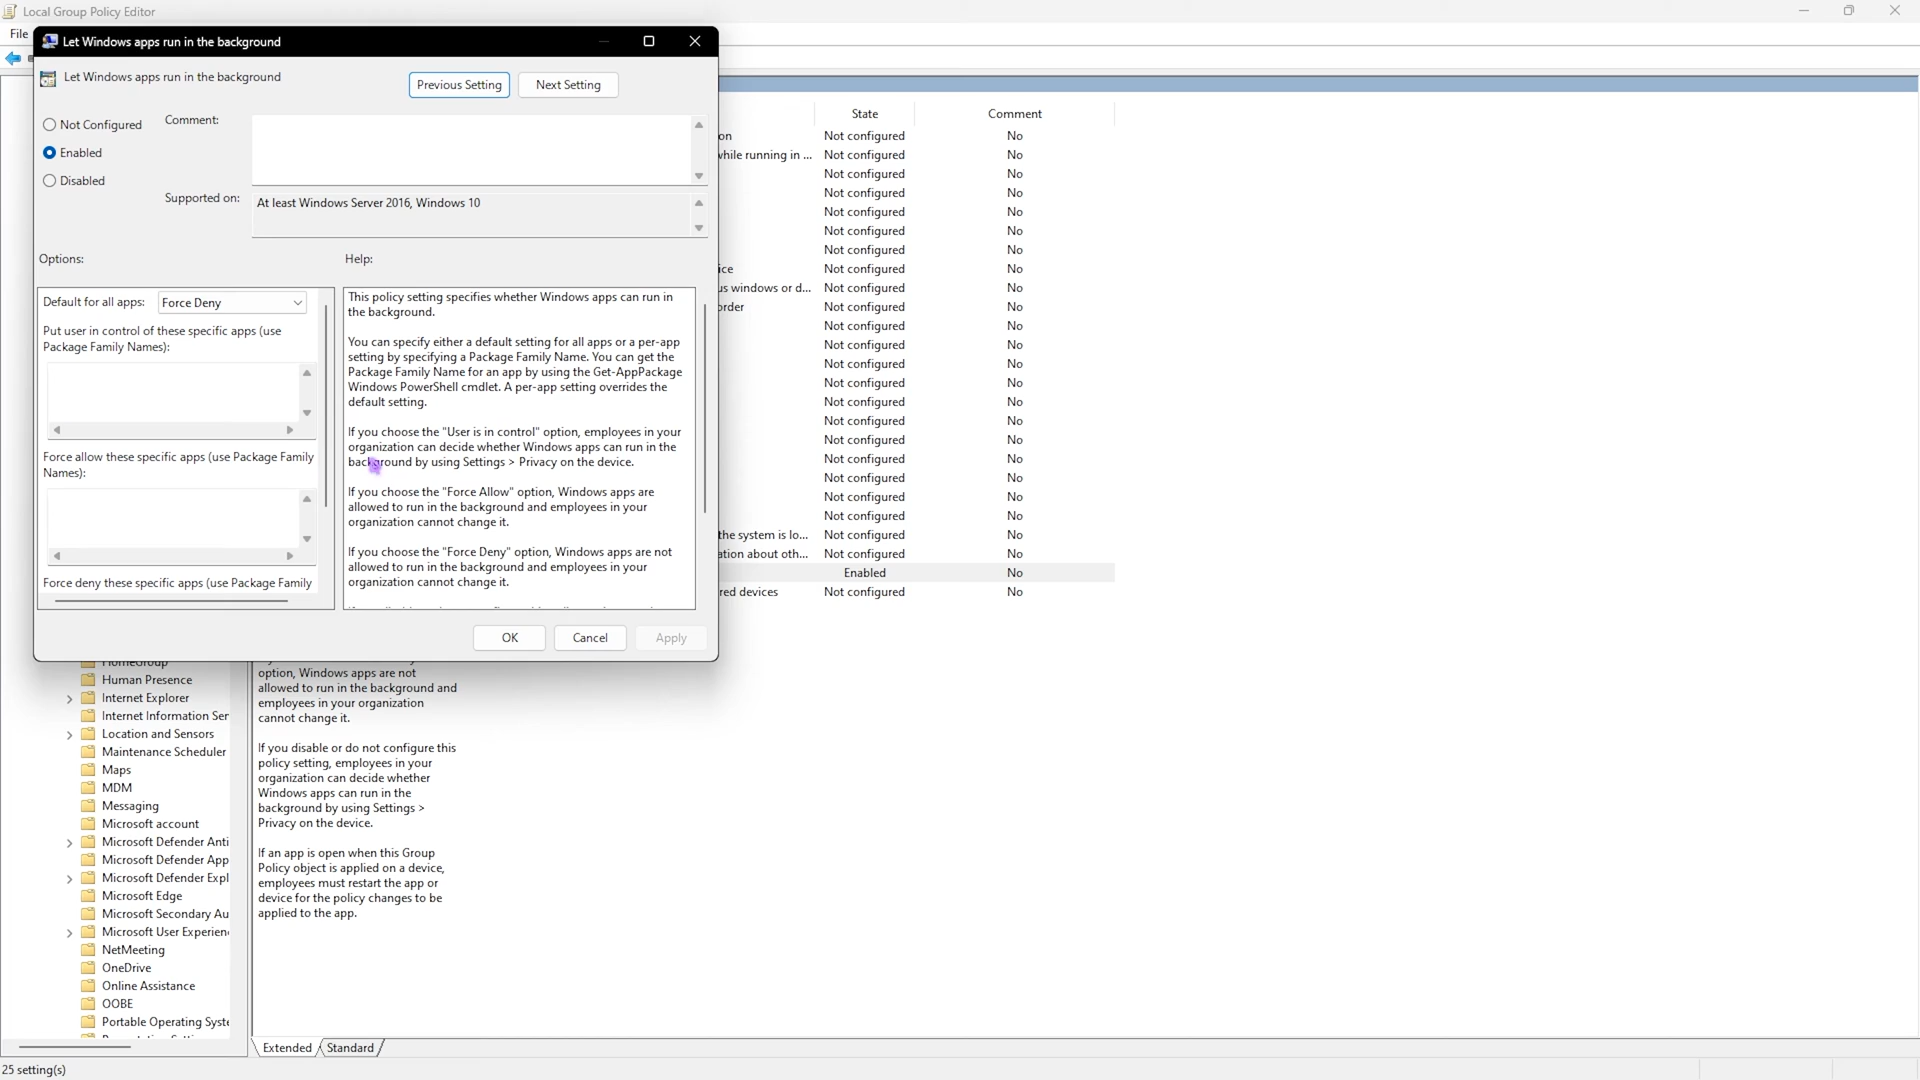 Local Group Policy Editor
File
Let Windows apps run in the background
Let Windows apps run in the background
Previous Setting
Next Setting
Not Configured
Enabled
Disabled
Comment:
Supported on:
At least Windows Server 2016, Windows 10
Options:
Help:
Default for all apps:
Force Deny
Put user in control of these specific apps (use
Package Family Names):
Force allow these specific apps (use Package Family
Names):
Force deny these specific apps (use Package Family
This policy setting specifies whether Windows apps can run in
the background.
You can specify either a default setting for all apps or a per-app
setting by specifying a Package Family Name. You can get the
Package Family Name for an app by using the Get-AppPackage
Windows PowerShell cmdlet. A per-app setting overrides the
default setting.
If you choose the "User is in control" option, employees in your
organization can decide whether Windows apps can run in the
background by using Settings > Privacy on the device.
If you choose the "Force Allow" option, Windows apps are
allowed to run in the background and employees in your
organization cannot change it.
If you choose the "Force Deny" option, Windows apps are not
allowed to run in the background and employees in your
organization cannot change it.
OK
Cancel
Apply
State Comment
on Not configured No
while running in ... Not configured No
Not configured No
Not configured No
Not configured No
Not configured No
Not configured No
ice Not configured No
us windows or d... Not configured No
order Not configured No
Not configured No
Not configured No
Not configured No
Not configured No
Not configured No
Not configured No
Not configured No
Not configured No
Not configured No
Not configured No
Not configured No
the system is lo... Not configured No
ation about oth... Not configured No
Enabled No
red devices Not configured No
HomeGroup
Human Presence
Internet Explorer
Internet Information Ser
Location and Sensors
Maintenance Scheduler
Maps
MDM
Messaging
Microsoft account
Microsoft Defender Anti
Microsoft Defender App
Microsoft Defender Expl
Microsoft Edge
Microsoft Secondary Au
Microsoft User Experien
NetMeeting
OneDrive
Online Assistance
OOBE
Portable Operating Syste
option, Windows apps are not
allowed to run in the background and
employees in your organization
cannot change it.
If you disable or do not configure this
policy setting, employees in your
organization can decide whether
Windows apps can run in the
background by using Settings >
Privacy on the device.
If an app is open when this Group
Policy object is applied on a device,
employees must restart the app or
device for the policy changes to be
applied to the app.
Extended
Standard
25 setting(s)